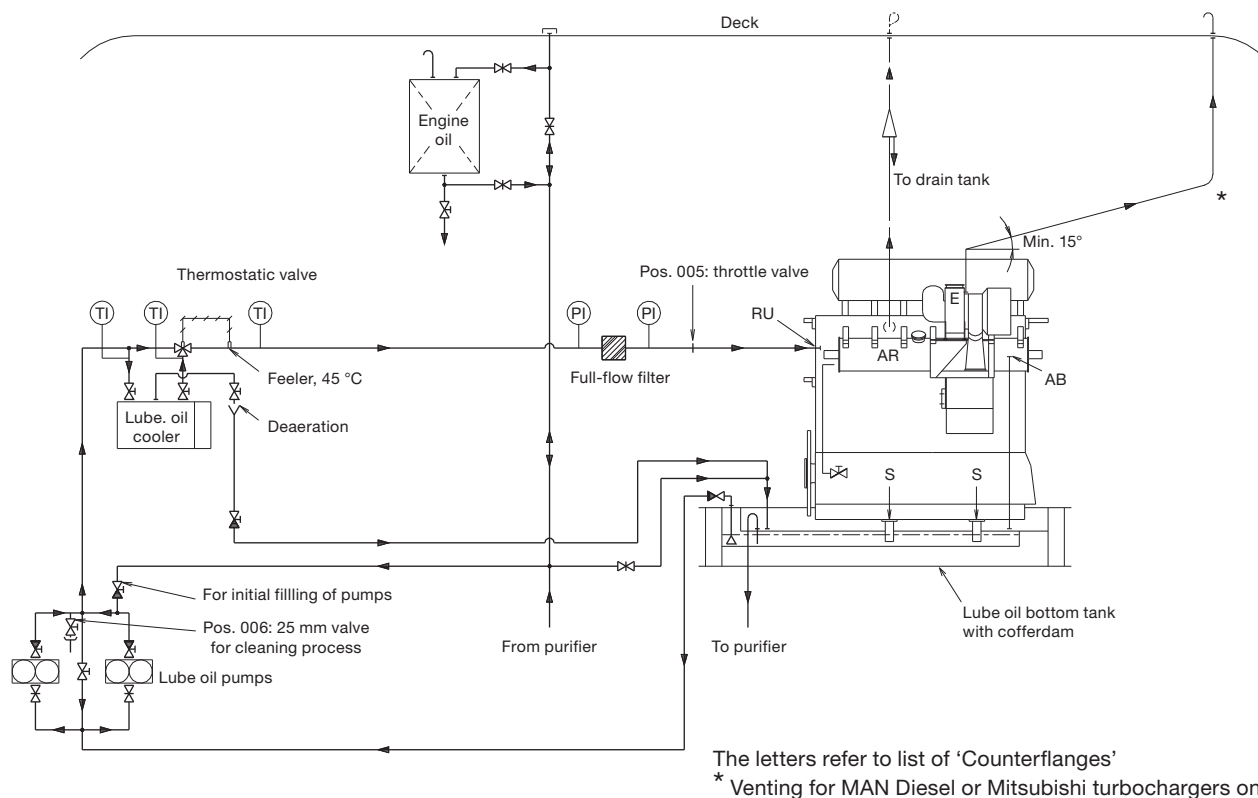 Deck
Engine
oil
To drain tank
*
Min. 15°
Thermostatic valve
Pos. 005: throttle valve
E
TI
TI
TI
PI
PI
RU
AR
AB
Feeler, 45 °C
Full-flow filter
Lube. oil
cooler
Deaeration
S
S
For initial fillling of pumps
Pos. 006: 25 mm valve
for cleaning process
From purifier
To purifier
Lube oil bottom tank
with cofferdam
Lube oil pumps
The letters refer to list of ‘Counterflanges’
* Venting for MAN Diesel or Mitsubishi turbochargers on